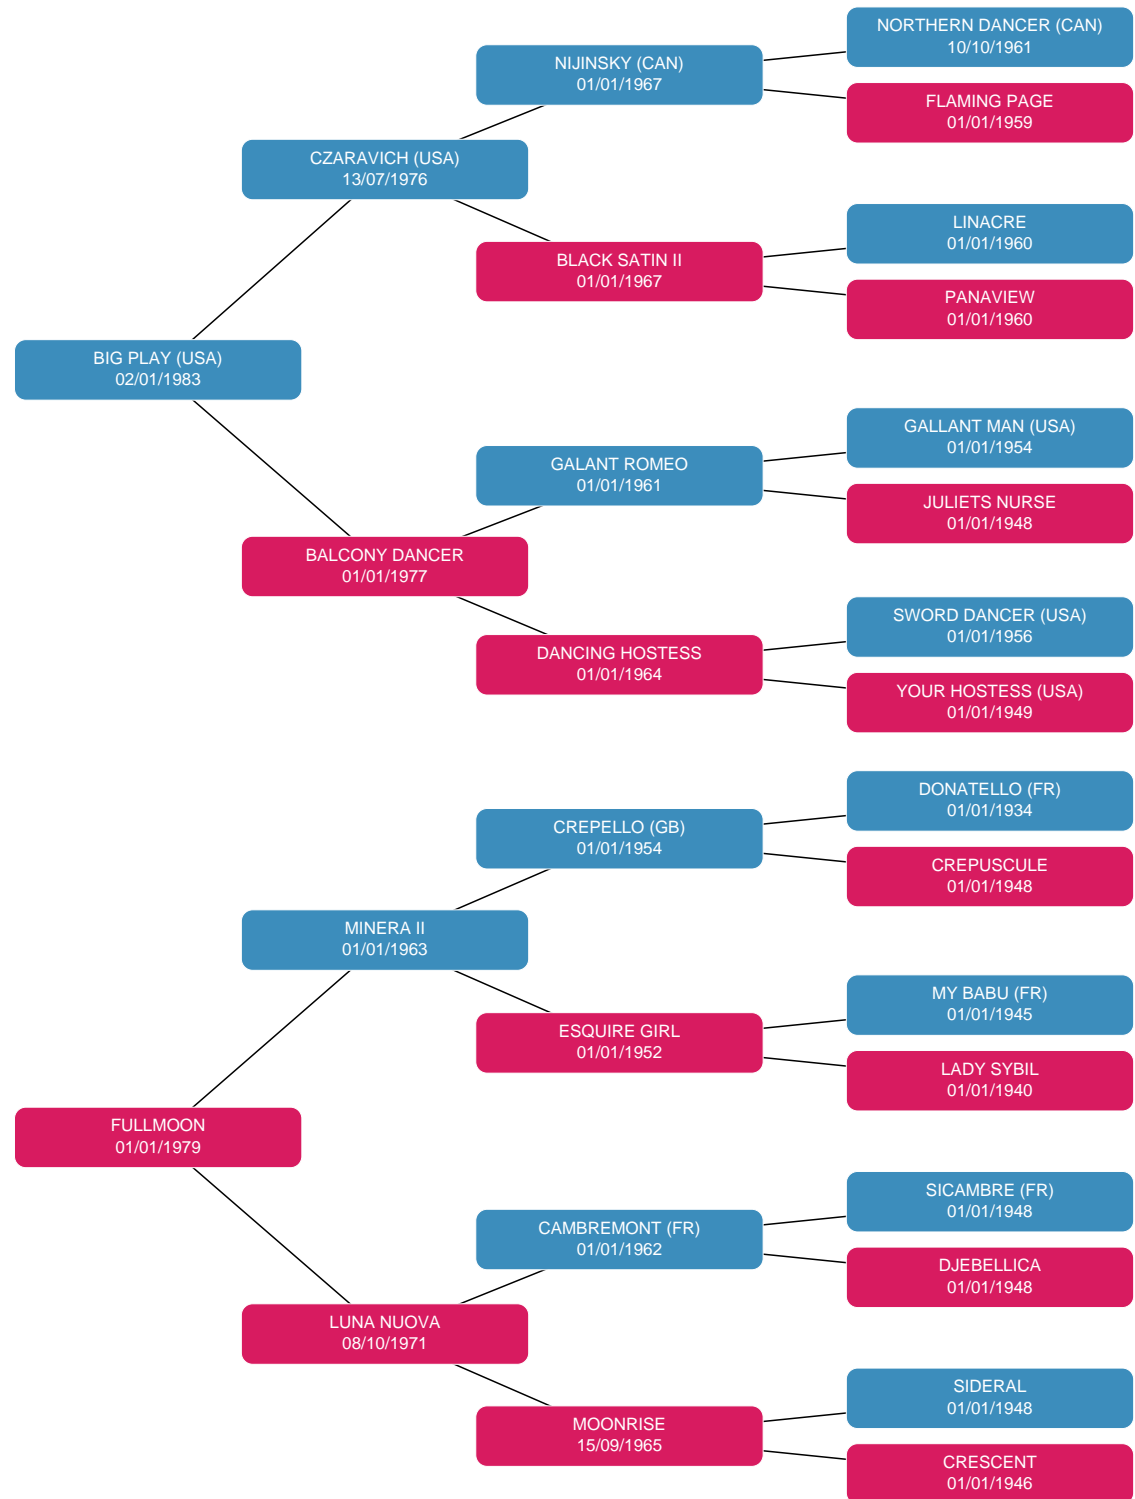 NORTHERN DANCER (CAN)
10/10/1961
NIJINSKY (CAN)
01/01/1967
FLAMING PAGE
01/01/1959
CZARAVICH (USA)
13/07/1976
LINACRE
01/01/1960
BLACK SATIN II
01/01/1967
PANAVIEW
01/01/1960
BIG PLAY (USA)
02/01/1983
GALLANT MAN (USA)
01/01/1954
GALANT ROMEO
01/01/1961
JULIETS NURSE
01/01/1948
BALCONY DANCER
01/01/1977
SWORD DANCER (USA)
01/01/1956
DANCING HOSTESS
01/01/1964
YOUR HOSTESS (USA)
01/01/1949
DONATELLO (FR)
01/01/1934
CREPELLO (GB)
01/01/1954
CREPUSCULE
01/01/1948
MINERA II
01/01/1963
MY BABU (FR)
01/01/1945
ESQUIRE GIRL
01/01/1952
LADY SYBIL
01/01/1940
FULLMOON
01/01/1979
SICAMBRE (FR)
01/01/1948
CAMBREMONT (FR)
01/01/1962
DJEBELLICA
01/01/1948
LUNA NUOVA
08/10/1971
SIDERAL
01/01/1948
MOONRISE
15/09/1965
CRESCENT
01/01/1946